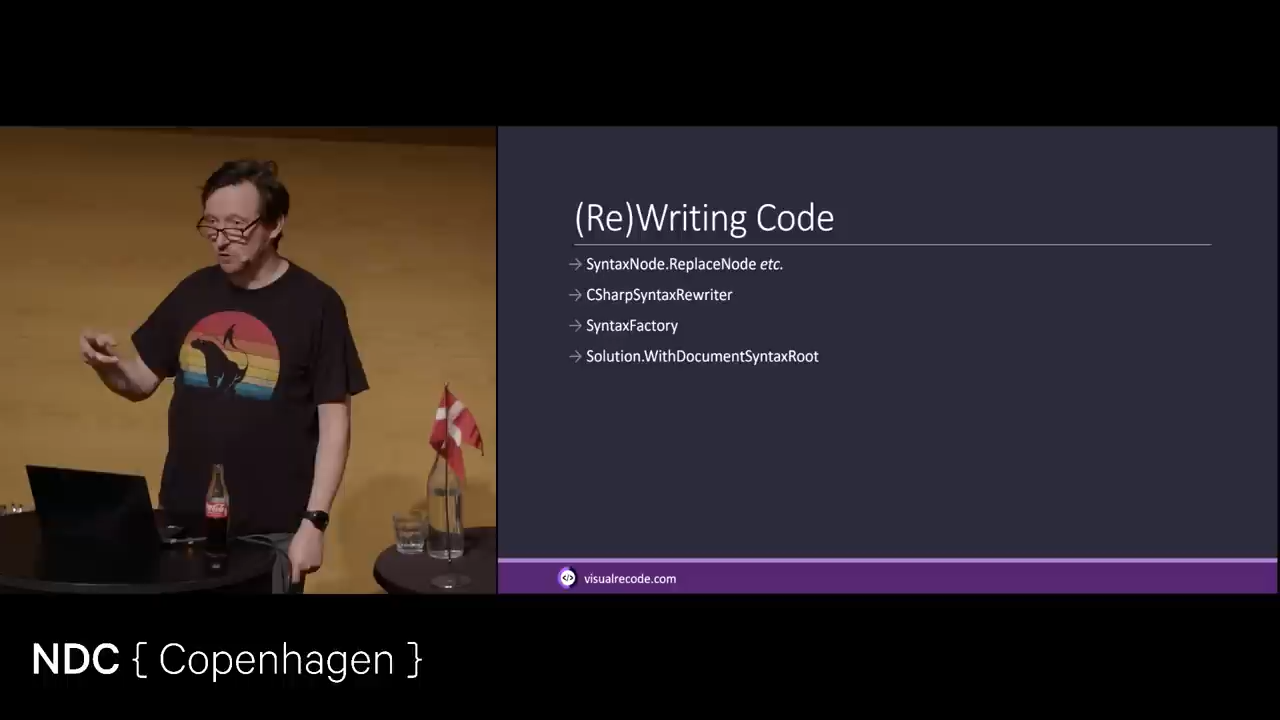 (Re)Writing Code
→ SyntaxNode.ReplaceNode etc.
→ CSharpSyntaxRewriter
→ SyntaxFactory
→ Solution.WithDocumentSyntaxRoot
</> visualrecode.com
NDC { Copenhagen }